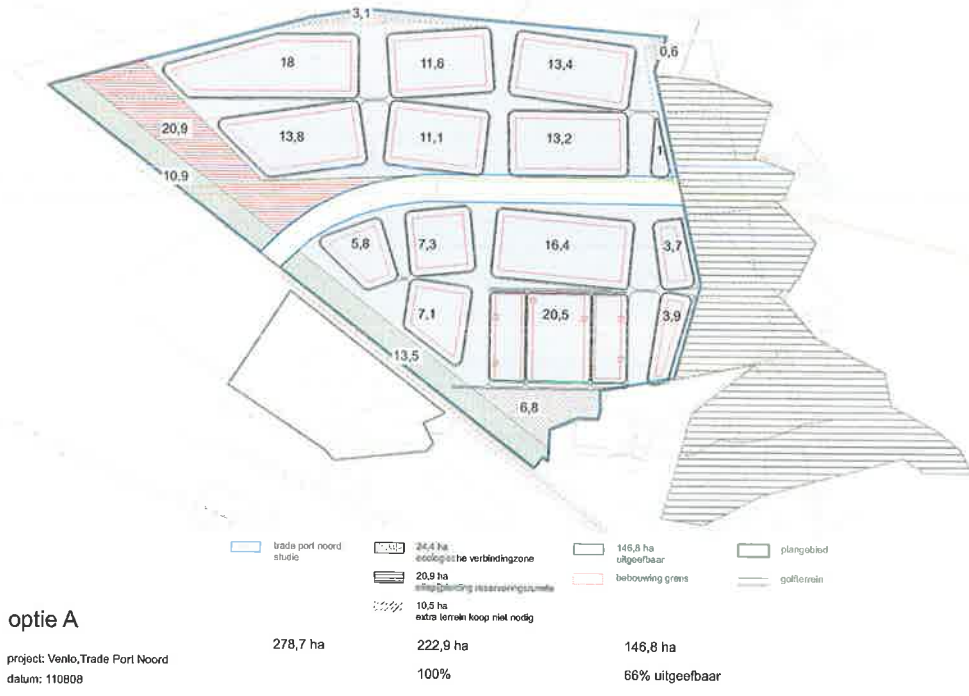 3,1
0,6
18
11,6
13,4
20,9
13,8
11,1
13,2
1
10,9
5,8
7,3
16,4
3,7
7,1
20,5
3,9
13,5
6,8
trade port noord
studie
24,4 ha
ecologische verbindingzone
20,9 ha
10,5 ha
extra terrein koop niet nodig
146,8 ha
uitgeefbaar
bebouwing grens
plangebied
golfterrein
optie A
278,7 ha
222,9 ha
146,8 ha
project: Venlo,Trade Port Noord
100%
66% uitgeefbaar
datum: 110808